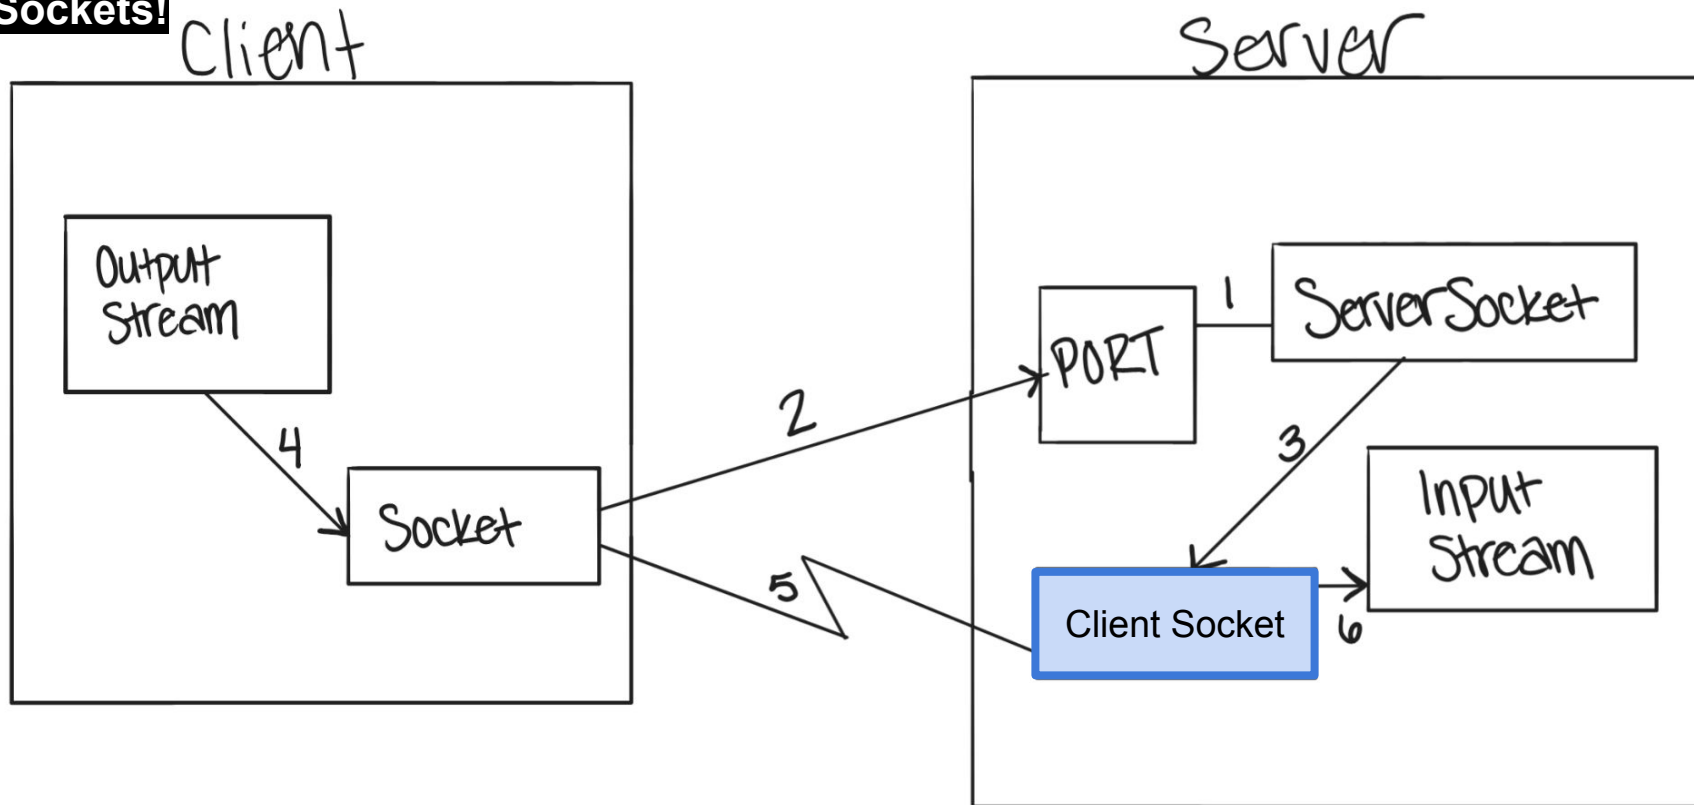 Sockets!
Client
Server
Output
Stream
4
Socket
2
5
PORT
1
ServerSocket
3
Input
Stream
Client Socket
6